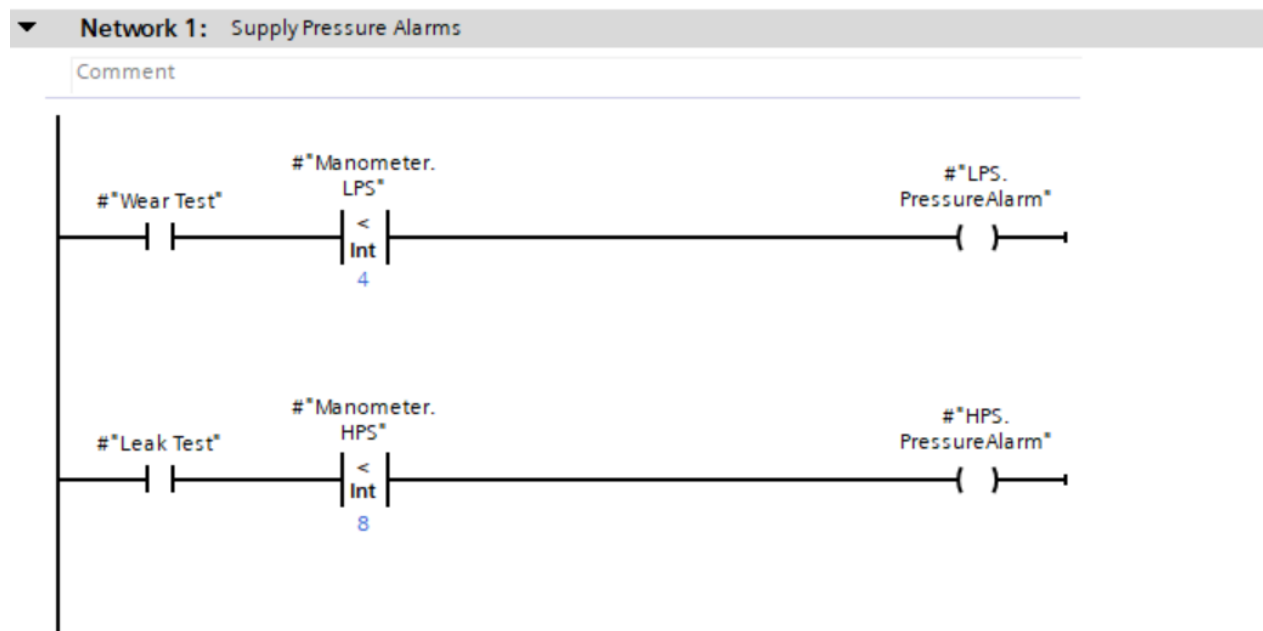 Network 1: Supply Pressure Alarms
Comment
#"Manometer.
LPS"
#"LPS.
PressureAlarm"
#"Wear Test"
<
Int
4
#"Manometer.
HPS"
#"HPS.
PressureAlarm"
#"Leak Test"
<
Int
8